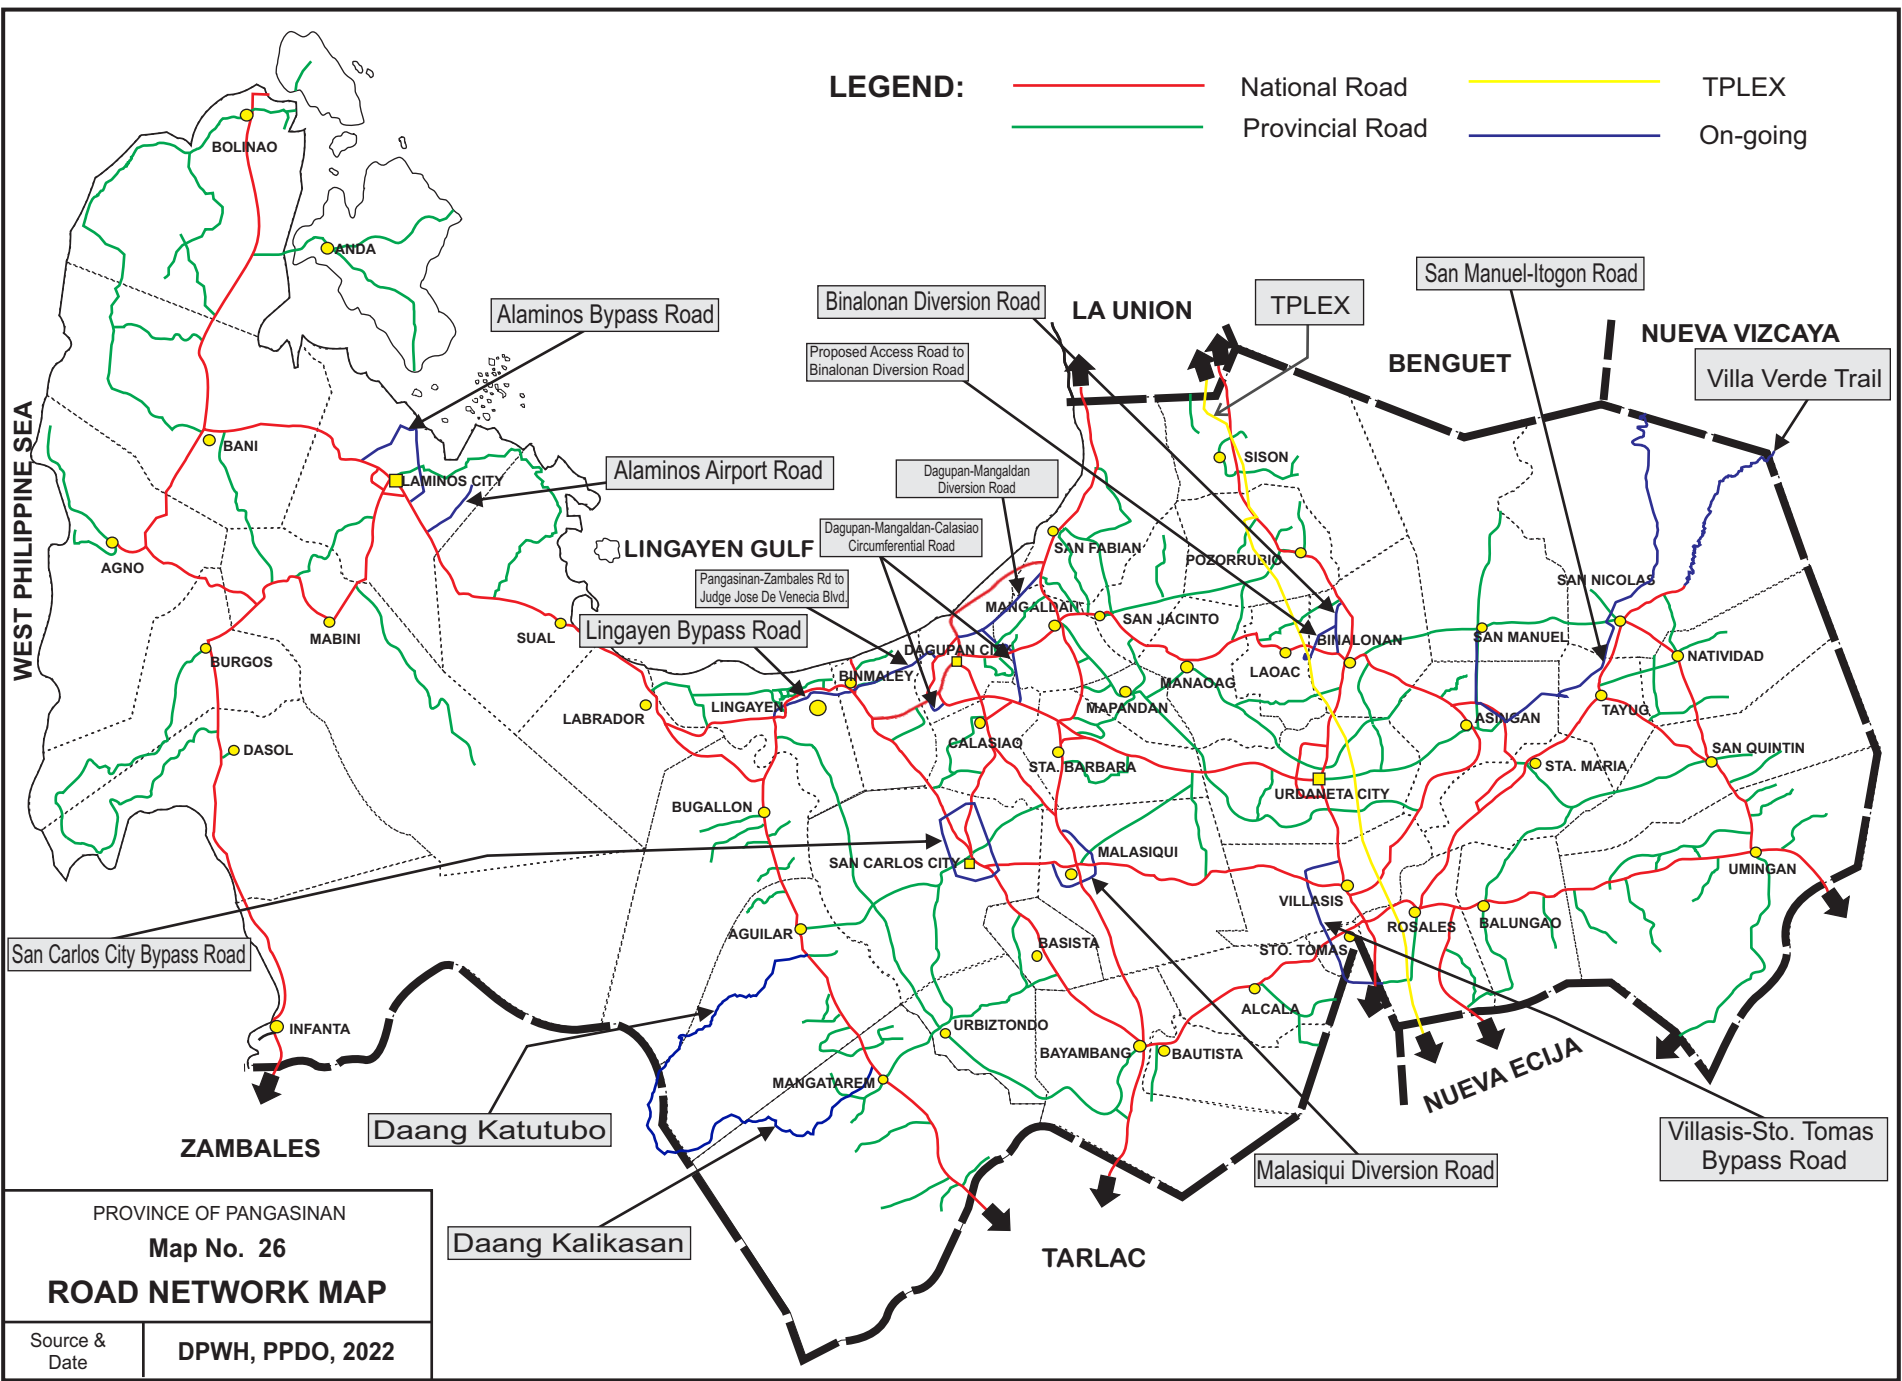 LEGEND:
National Road
TPLEX
Provincial Road
On-going
BOLINAO
ANDA
San Manuel-Itogon Road
Binalonan Diversion Road
TPLEX
Alaminos Bypass Road
LA UNION
NUEVA VIZCAYA
BENGUET
Proposed Access Road to
Binalonan Diversion Road
Villa Verde Trail
WEST PHILIPPINE SEA
BANI
SISON
Alaminos Airport Road
LAMINOS CITY
Dagupan-Mangaldan
Diversion Road
Dagupan-Mangaldan-Calasiao
Circumferential Road
LINGAYEN GULF
SAN FABIAN
POZORRUBIO
AGNO
Pangasinan-Zambales Rd to
Judge Jose De Venecia Blvd.
SAN NICOLAS
MANGALDAN
SAN JACINTO
Lingayen Bypass Road
MABINI
SUAL
BINALONAN
SAN MANUEL
DAGUPAN CITY
BURGOS
NATIVIDAD
LAOAC
BINMALEY
MANAOAG
LINGAYEN
MAPANDAN
TAYUG
LABRADOR
ASINGAN
DASOL
CALASIAO
SAN QUINTIN
STA. BARBARA
STA. MARIA
URDANETA CITY
BUGALLON
MALASIQUI
SAN CARLOS CITY
UMINGAN
VILLASIS
AGUILAR
ROSALES
BALUNGAO
San Carlos City Bypass Road
BASISTA
STO. TOMAS
ALCALA
INFANTA
URBIZTONDO
BAYAMBANG
BAUTISTA
MANGATAREM
NUEVA ECIJA
Daang Katutubo
ZAMBALES
Villasis-Sto. Tomas
Bypass Road
Malasiqui Diversion Road
Daang Kalikasan
TARLAC
PROVINCE OF PANGASINAN
Map No. 26
ROAD NETWORK MAP
Source &
Date
DPWH, PPDO, 2022